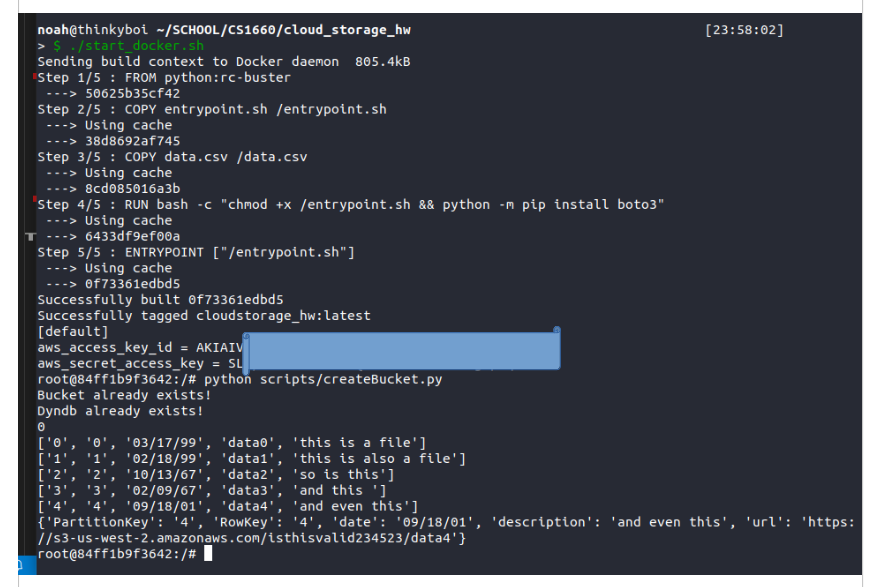 noah@thinkyboi ~/SCHOOL/CS1660/cloud_storage_hw [23:58:02]
> $ ./start_docker.sh
Sending build context to Docker daemon  805.4kB
Step 1/5 : FROM python:rc-buster
 ---> 50625b35cf42
Step 2/5 : COPY entrypoint.sh /entrypoint.sh
 ---> Using cache
 ---> 38d8692af745
Step 3/5 : COPY data.csv /data.csv
 ---> Using cache
 ---> 8cd085016a3b
Step 4/5 : RUN bash -c "chmod +x /entrypoint.sh && python -m pip install boto3"
 ---> Using cache
 ---> 6433df9ef00a
Step 5/5 : ENTRYPOINT ["/entrypoint.sh"]
 ---> Using cache
 ---> 0f73361edbd5
Successfully built 0f73361edbd5
Successfully tagged cloudstorage_hw:latest
[default]
aws_access_key_id = AKIAIV
aws_secret_access_key = SL
root@84ff1b9f3642:/# python scripts/createBucket.py
Bucket already exists!
Dyndb already exists!
0
['0', '0', '03/17/99', 'data0', 'this is a file']
['1', '1', '02/18/99', 'data1', 'this is also a file']
['2', '2', '10/13/67', 'data2', 'so is this']
['3', '3', '02/09/67', 'data3', 'and this ']
['4', '4', '09/18/01', 'data4', 'and even this']
{'PartitionKey': '4', 'RowKey': '4', 'date': '09/18/01', 'description': 'and even this', 'url': 'https:
//s3-us-west-2.amazonaws.com/isthisvalid234523/data4'}
root@84ff1b9f3642:/#